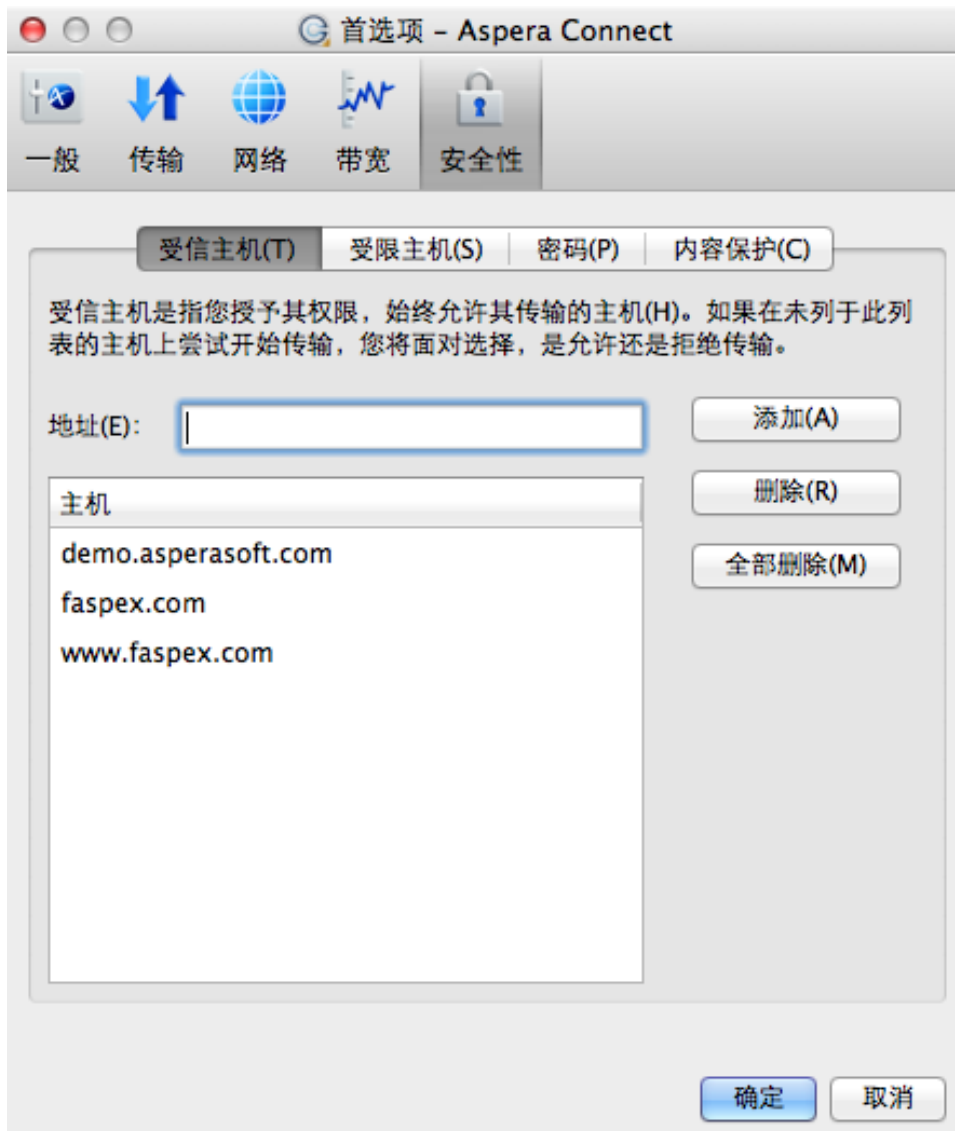 首选项 – Aspera Connect
一般 传输 网络 带宽 安全性
受信主机(T) 受限主机(S) 密码(P) 内容保护(C)
受信主机是指您授予其权限，始终允许其传输的主机(H)。如果在未列于此列
表的主机上尝试开始传输，您将面对选择，是允许还是拒绝传输。
地址(E)：
添加(A)
主机
删除(R)
demo.asperasoft.com
全部删除(M)
faspex.com
www.faspex.com
确定 取消